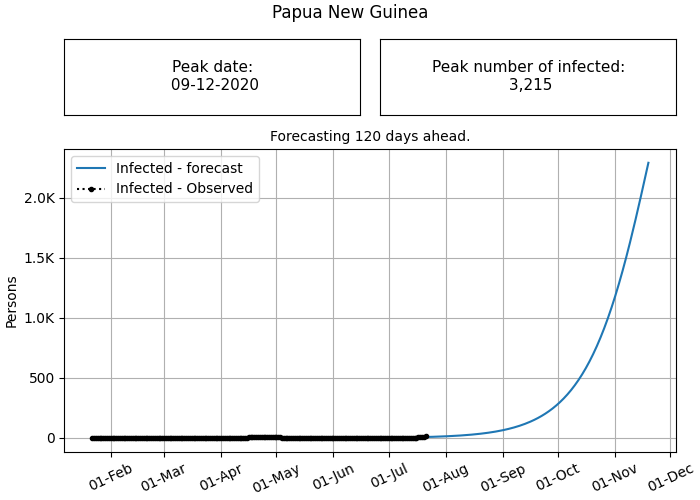 Papua New Guinea
Peak date:
09-12-2020
Peak number of infected:
3,215
Forecasting 120 days ahead.
Infected - forecast
Infected - Observed
Persons
2.0K
1.5K
1.0K
500
0
01-Feb
01-Mar
01-Apr
01-May
01-Jun
01-Jul
01-Aug
01-Sep
01-Oct
01-Nov
01-Dec